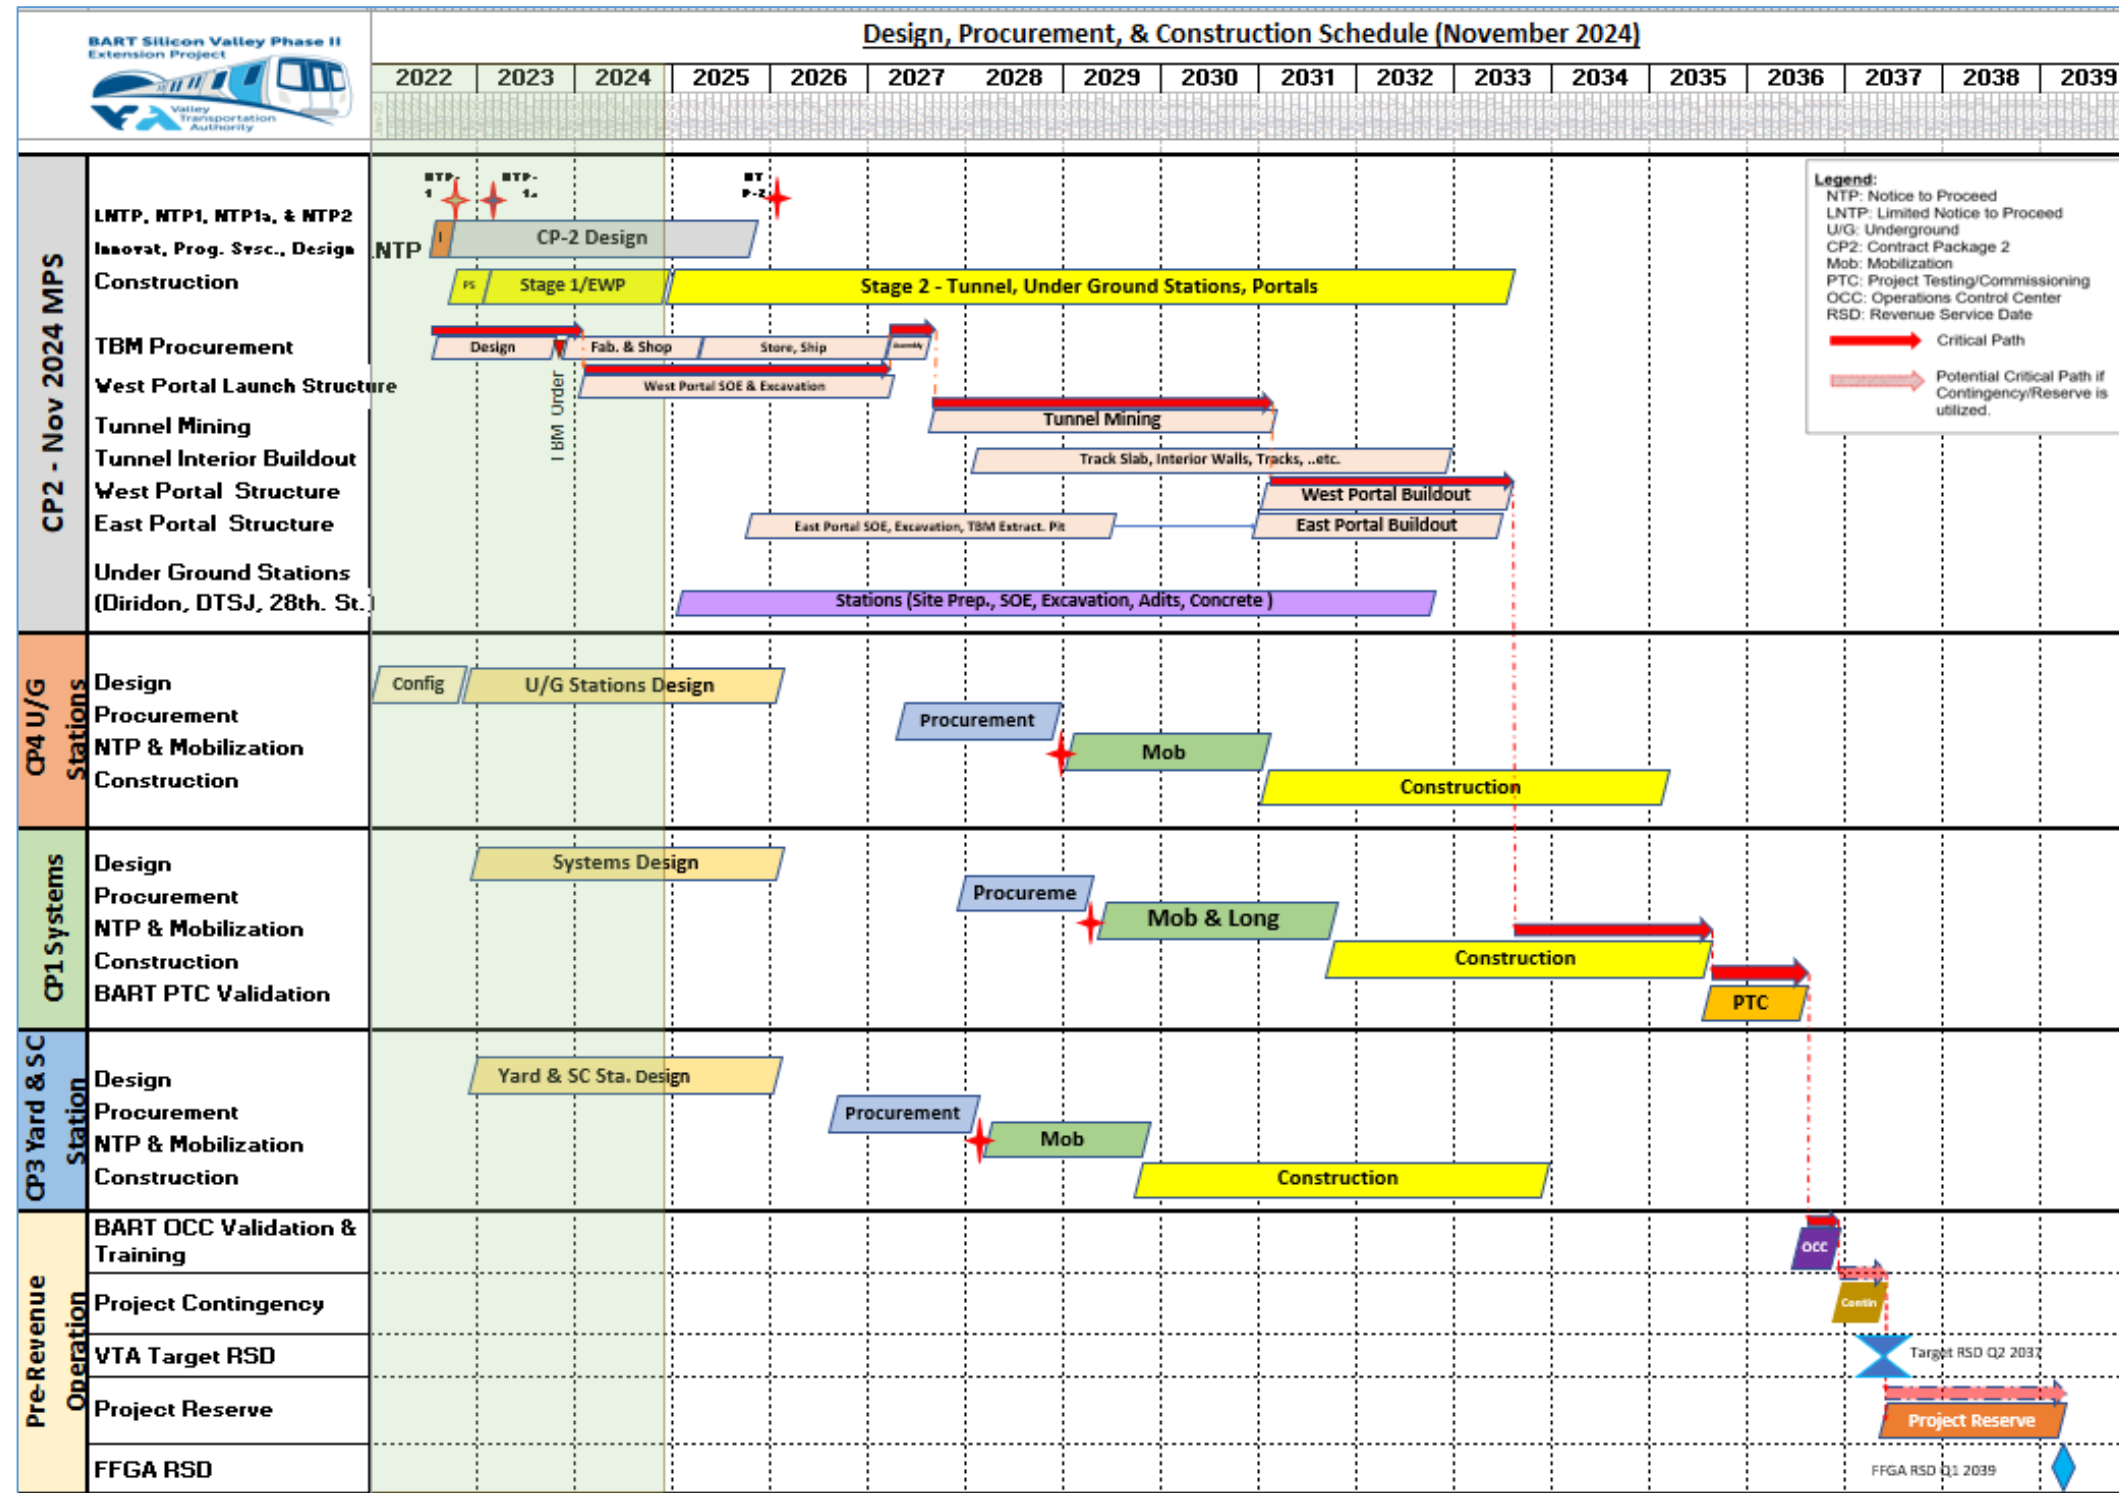 BART Silicon Valley Phase II
Extension Project
Valley
Transportation
Authority
Design, Procurement, & Construction Schedule (November 2024)
2022 2023 2024 2025 2026 2027 2028 2029 2030 2031 2032 2033 2034 2035 2036 2037 2038 2039
Legend:
NTP: Notice to Proceed
LNTP: Limited Notice to Proceed
U/G: Underground
CP2: Contract Package 2
Mob: Mobilization
PTC: Project Testing/Commissioning
OCC: Operations Control Center
RSD: Revenue Service Date
Critical Path
Potential Critical Path if
Contingency/Reserve is
utilized.
CP2 - Nov 2024 MPS
NTP-
1
NTP-
1a
NT
P-2
LNTP, NTP1, NTP1a, & NTP2
Innovat, Prog. Svsc., Design
NTP
I
CP-2 Design
Construction
PS
Stage 1/EWP
Stage 2 - Tunnel, Under Ground Stations, Portals
TBM Procurement
Design
Fab. & Shop
Store, Ship
Assembly
TBM Order
West Portal Launch Structure
West Portal SOE & Excavation
Tunnel Mining
Tunnel Mining
Tunnel Interior Buildout
Track Slab, Interior Walls, Tracks, ..etc.
West Portal Structure
West Portal Buildout
East Portal Structure
East Portal SOE, Excavation, TBM Extract. Pit
East Portal Buildout
Under Ground Stations
(Diridon, DTSJ, 28th. St.)
Stations (Site Prep., SOE, Excavation, Adits, Concrete )
CP4 U/G
Stations
Design
Config
U/G Stations Design
Procurement
Procurement
NTP & Mobilization
Mob
Construction
Construction
CP1 Systems
Design
Systems Design
Procurement
Procureme
NTP & Mobilization
Mob & Long
Construction
Construction
BART PTC Validation
PTC
CP3 Yard & SC
Station
Design
Yard & SC Sta. Design
Procurement
Procurement
NTP & Mobilization
Mob
Construction
Construction
Pre-Revenue
Operation
BART OCC Validation &
Training
OCC
Project Contingency
Contin
VTA Target RSD
Target RSD Q2 2037
Project Reserve
Project Reserve
FFGA RSD
FFGA RSD Q1 2039